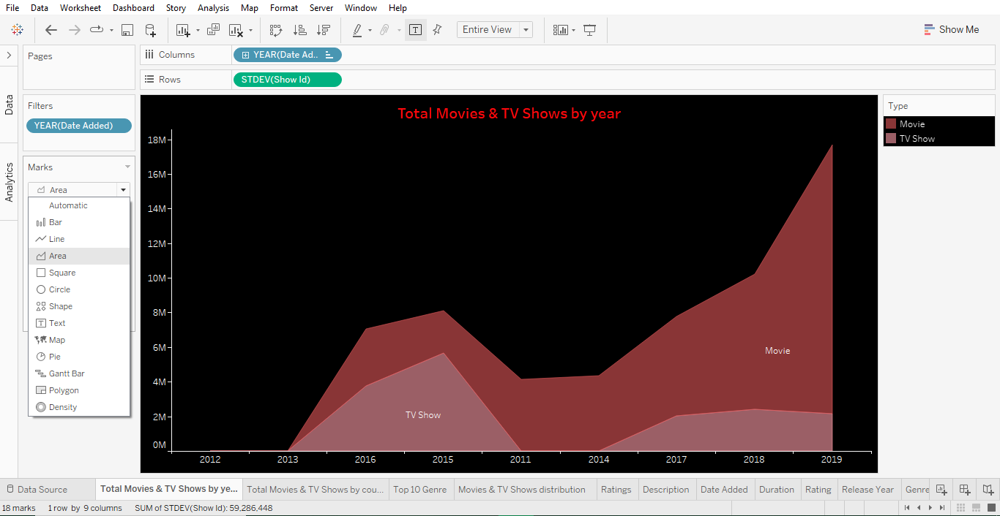 File Data Worksheet Dashboard Story Analysis Map Format Server Window Help
Entire View
Show Me
Pages
Columns
YEAR(Date Ad..
Rows
STDEV(Show Id)
Data
Analytics
Filters
YEAR(Date Added)
Marks
Area
Automatic
Bar
Line
Area
Square
Circle
Shape
Text
Map
Pie
Gantt Bar
Polygon
Density
Total Movies & TV Shows by year
18M
16M
14M
12M
10M
8M
6M
4M
2M
0M
Movie
TV Show
2012 2013 2016 2015 2011 2014 2017 2018 2019
Type
Movie
TV Show
Data Source Total Movies & TV Shows by ye... Total Movies & TV Shows by cou... Top 10 Genre Movies & TV Shows distribution Ratings Description Date Added Duration Rating Release Year Genre
18 marks 1 row by 9 columns SUM of STDEV(Show Id): 59,286,448